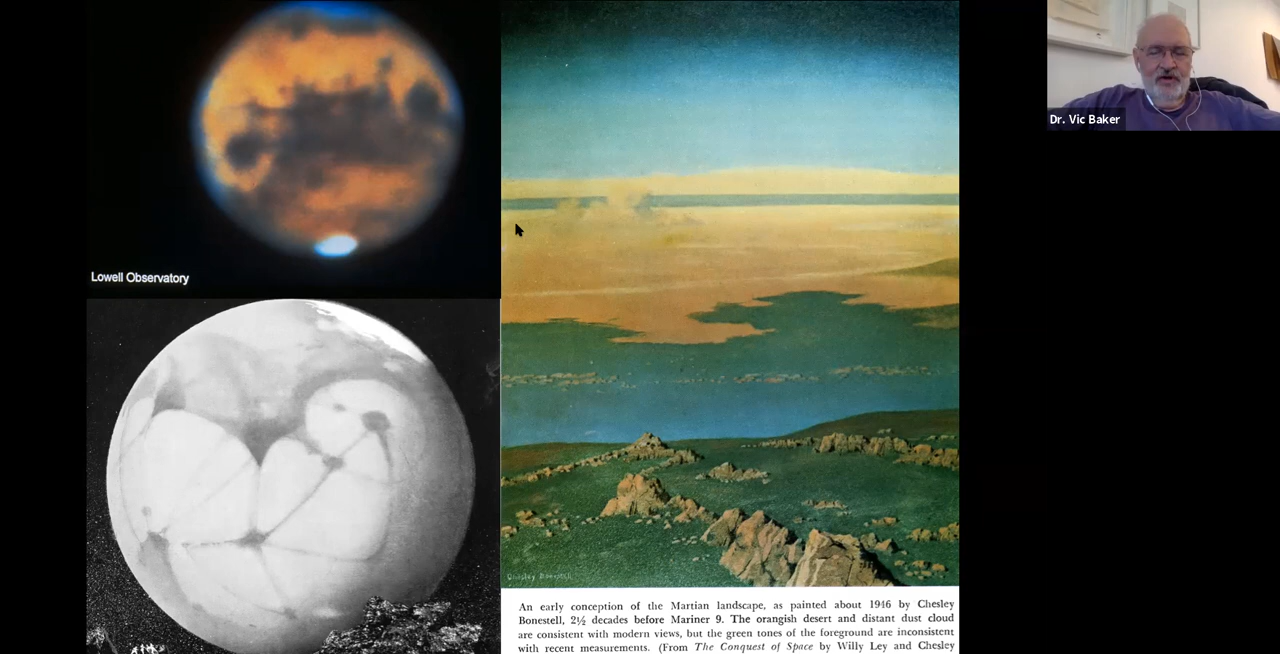 Lowell Observatory
Chesley Bonestell
An early conception of the Martian landscape, as painted about 1946 by Chesley
Bonestell, 2½ decades before Mariner 9. The orangish desert and distant dust cloud
are consistent with modern views, but the green tones of the foreground are inconsistent
with recent measurements. (From The Conquest of Space by Willy Ley and Chesley
Dr. Vic Baker